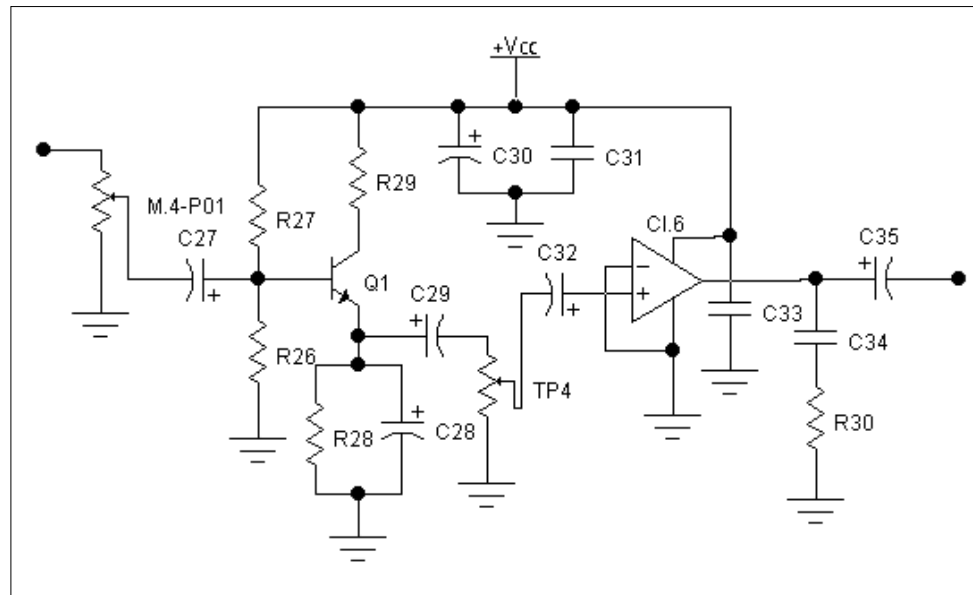 +Vcc
M.4-P01
C27
+
R27
R29
+
C30
C31
Q1
R26
C29
+
R28
+
C28
TP4
C32
+
CI.6
−
+
C33
C35
+
C34
R30